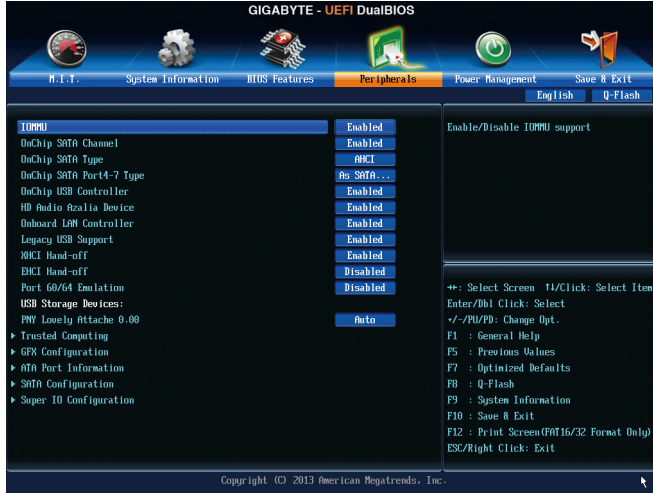 GIGABYTE - UEFI DualBIOS
M.I.T. System Information BIOS Features Peripherals Power Management Save & Exit
English Q-Flash
IOMMU Enabled
OnChip SATA Channel Enabled
OnChip SATA Type AHCI
OnChip SATA Port4-7 Type As SATA...
OnChip USB Controller Enabled
HD Audio Azalia Device Enabled
Onboard LAN Controller Enabled
Legacy USB Support Enabled
XHCI Hand-off Enabled
EHCI Hand-off Disabled
Port 60/64 Emulation Disabled
USB Storage Devices:
PNY Lovely Attache 0.00 Auto
Trusted Computing
GFX Configuration
ATA Port Information
SATA Configuration
Super IO Configuration
Enable/Disable IOMMU support
→←: Select Screen ↑↓/Click: Select Item
Enter/Dbl Click: Select
+/-/PU/PD: Change Opt.
F1 : General Help
F5 : Previous Values
F7 : Optimized Defaults
F8 : Q-Flash
F9 : System Information
F10 : Save & Exit
F12 : Print Screen(FAT16/32 Format Only)
ESC/Right Click: Exit
Copyright (C) 2013 American Megatrends, Inc.